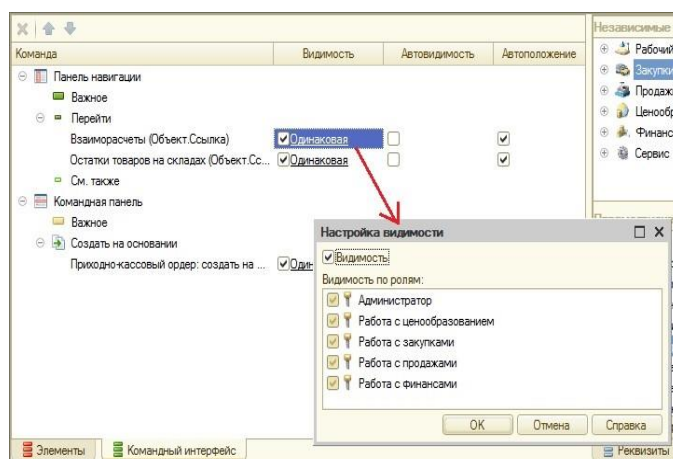 Независимые
Команда Видимость Автовидимость Автоположение
Панель навигации
Важное
Перейти
Взаиморасчеты (Объект.Ссылка) Одинаковая
Остатки товаров на складах (Объект.Сс... Одинаковая
См. также
Командная панель
Важное
Создать на основании
Приходно-кассовый ордер: создать на ... Один
Рабочий
Закупки
Продажи
Ценообр
Финанс
Сервис
Настройка видимости
Видимость
Видимость по ролям:
Администратор
Работа с ценообразованием
Работа с закупками
Работа с продажами
Работа с финансами
OK Отмена Справка
Элементы Командный интерфейс Реквизиты